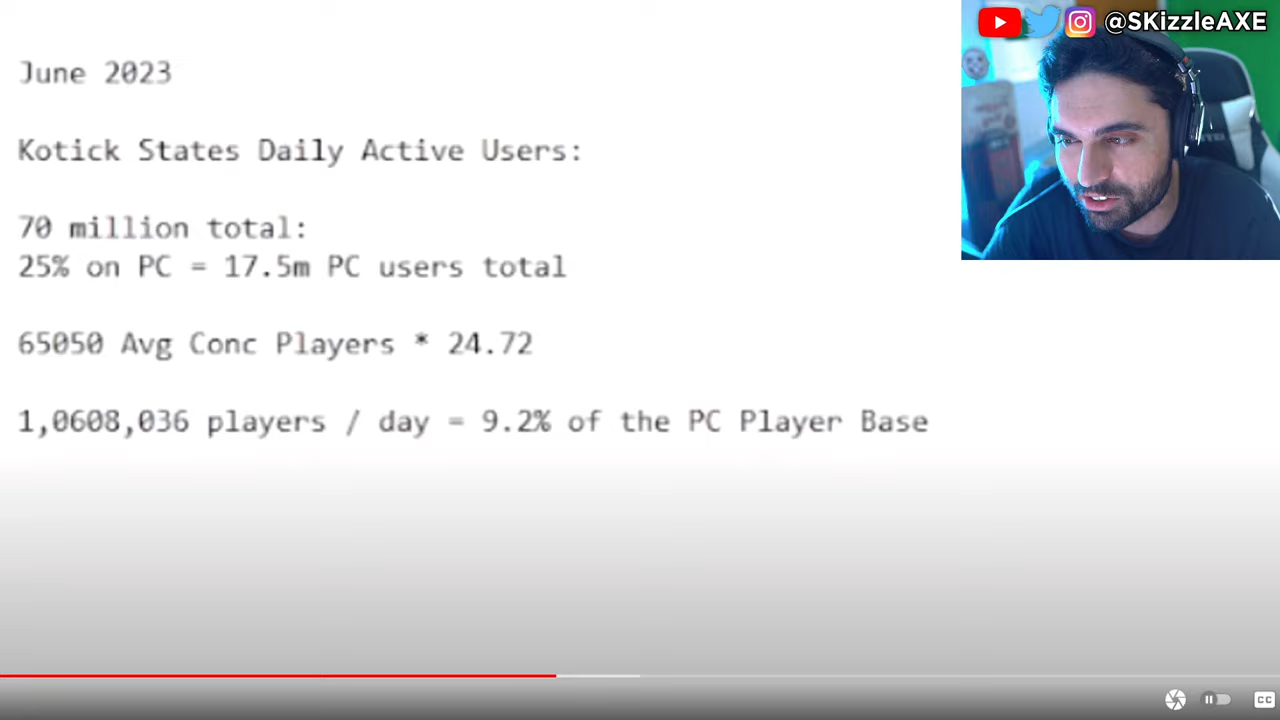 @SKizzleAXE
June 2023
Kotick States Daily Active Users:
70 million total:
25% on PC = 17.5m PC users total
65050 Avg Conc Players * 24.72
1,0608,036 players / day = 9.2% of the PC Player Base
CC